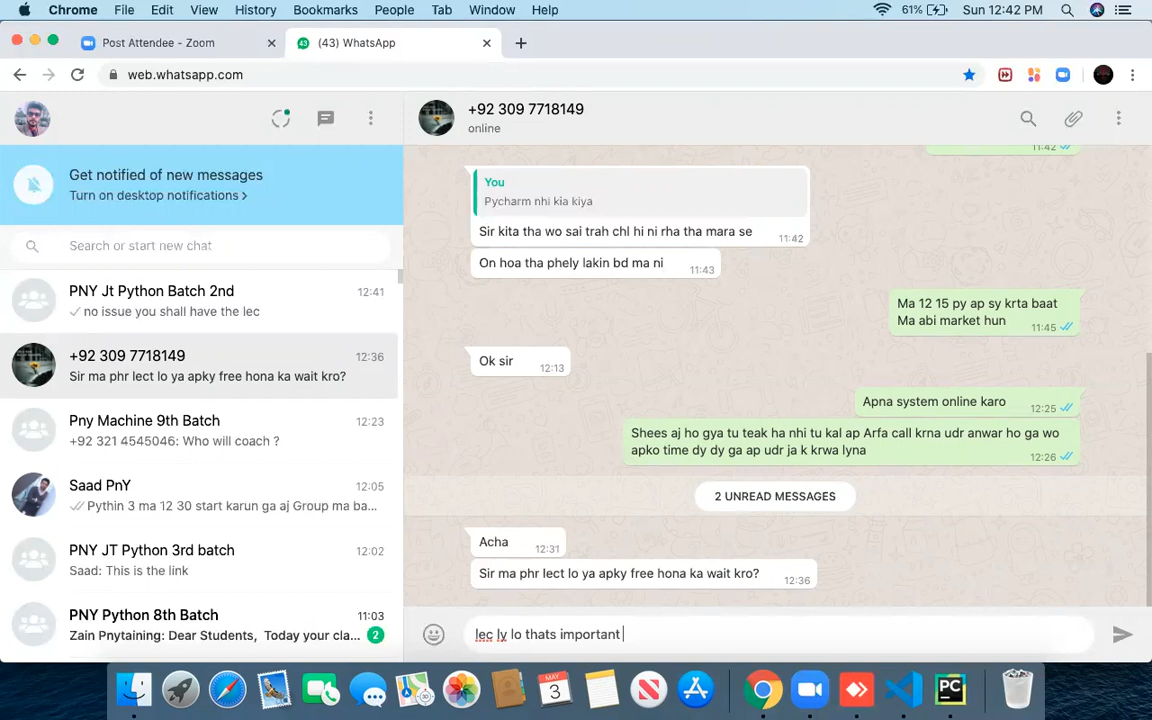 Chrome File Edit View History Bookmarks People Tab Window Help 61% Sun 12:42 PM
Post Attendee - Zoom (43) WhatsApp
web.whatsapp.com
+92 309 7718149
online
Get notified of new messages
Turn on desktop notifications >
Search or start new chat
PNY Jt Python Batch 2nd 12:41
no issue you shall have the lec
+92 309 7718149 12:36
Sir ma phr lect lo ya apky free hona ka wait kro?
Pny Machine 9th Batch 12:23
+92 321 4545046: Who will coach ?
Saad PnY 12:05
Pythin 3 ma 12 30 start karun ga aj Group ma ba...
PNY JT Python 3rd batch 12:02
Saad: This is the link
PNY Python 8th Batch 11:03
Zain Pnytaining: Dear Students, Today your cla... 2
11:42
You
Pycharm nhi kia kiya
Sir kita tha wo sai trah chl hi ni rha tha mara se 11:42
On hoa tha phely lakin bd ma ni 11:43
Ma 12 15 py ap sy krta baat
Ma abi market hun 11:45
Ok sir 12:13
Apna system online karo 12:25
Shees aj ho gya tu teak ha nhi tu kal ap Arfa call krna udr anwar ho ga wo
apko time dy dy ga ap udr ja k krwa lyna 12:26
2 UNREAD MESSAGES
Acha 12:31
Sir ma phr lect lo ya apky free hona ka wait kro? 12:36
lec ly lo thats important
MAY
3
PC